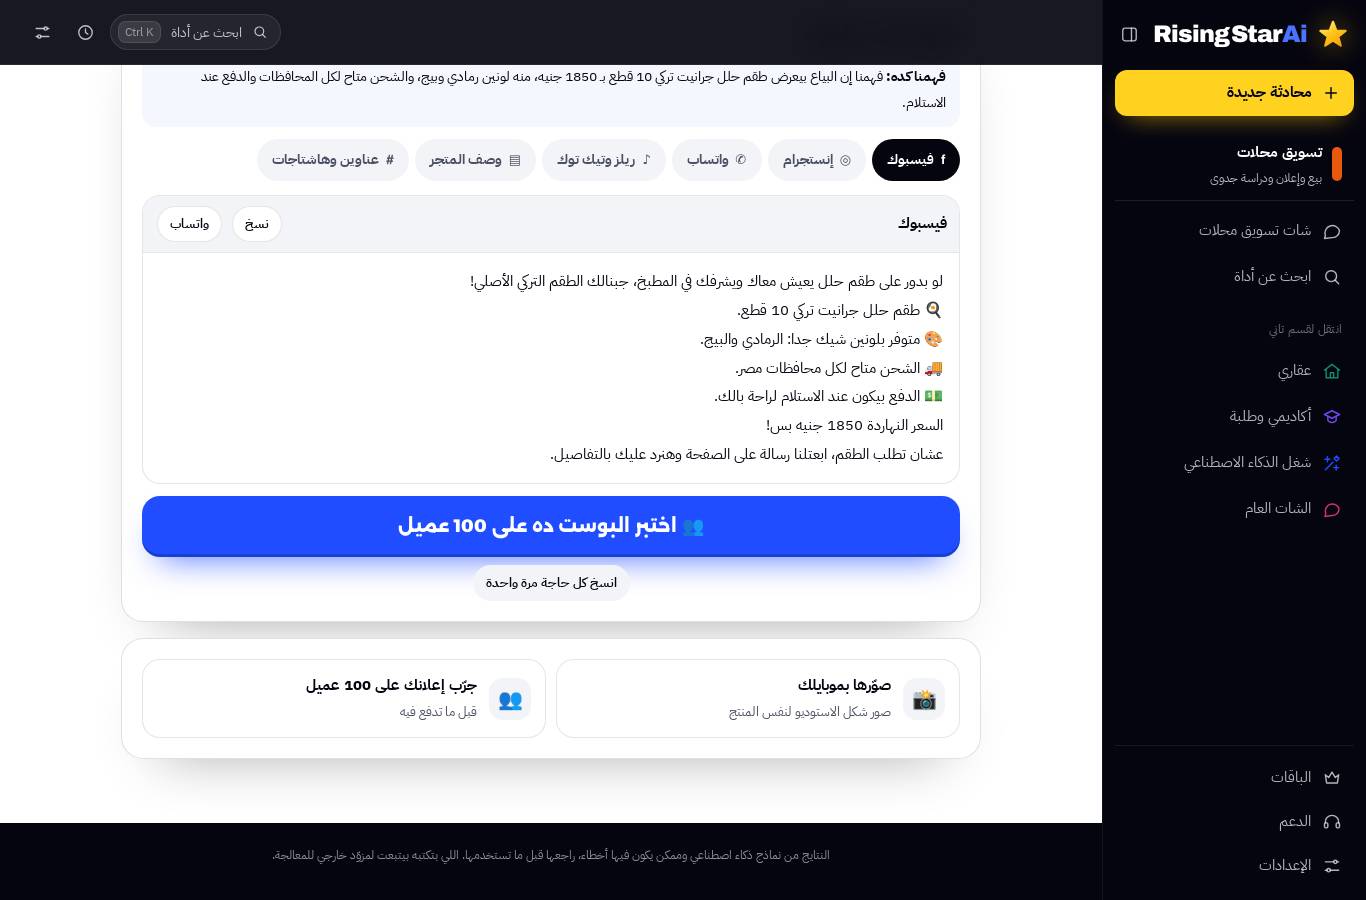 RisingStarAi
محادثة جديدة
تسويق محلات
بيع وإعلان ودراسة جدوى
شات تسويق محلات
ابحث عن أداة
انتقل لقسم تاني
عقاري
أكاديمي وطلبة
شغل الذكاء الاصطناعي
الشات العام
الباقات
الدعم
الإعدادات
ابحث عن أداة Ctrl K
فهمنا كده: فهمنا إن البياع بيعرض طقم حلل جرانيت تركي 10 قطع بـ 1850 جنيه، منه لونين رمادي وبيج، والشحن متاح لكل المحافظات والدفع عند
الاستلام.
f فيسبوك
◎ إنستجرام
✆ واتساب
♪ ريلز وتيك توك
▤ وصف المتجر
# عناوين وهاشتاجات
فيسبوك
نسخ
واتساب
لو بدور على طقم حلل يعيش معاك ويشرفك في المطبخ، جبنالك الطقم التركي الأصلي!
🍳 طقم حلل جرانيت تركي 10 قطع.
🎨 متوفر بلونين شيك جدا: الرمادي والبيج.
🚚 الشحن متاح لكل محافظات مصر.
💵 الدفع بيكون عند الاستلام لراحة بالك.
السعر النهاردة 1850 جنيه بس!
عشان تطلب الطقم، ابعتلنا رسالة على الصفحة وهنرد عليك بالتفاصيل.
👥 اختبر البوست ده على 100 عميل
انسخ كل حاجة مرة واحدة
صوّرها بموبايلك
صور شكل الاستوديو لنفس المنتج
جرّب إعلانك على 100 عميل
قبل ما تدفع فيه
النتايج من نماذج ذكاء اصطناعي وممكن يكون فيها أخطاء، راجعها قبل ما تستخدمها. اللي بتكتبه بيتبعت لمزوّد خارجي للمعالجة.